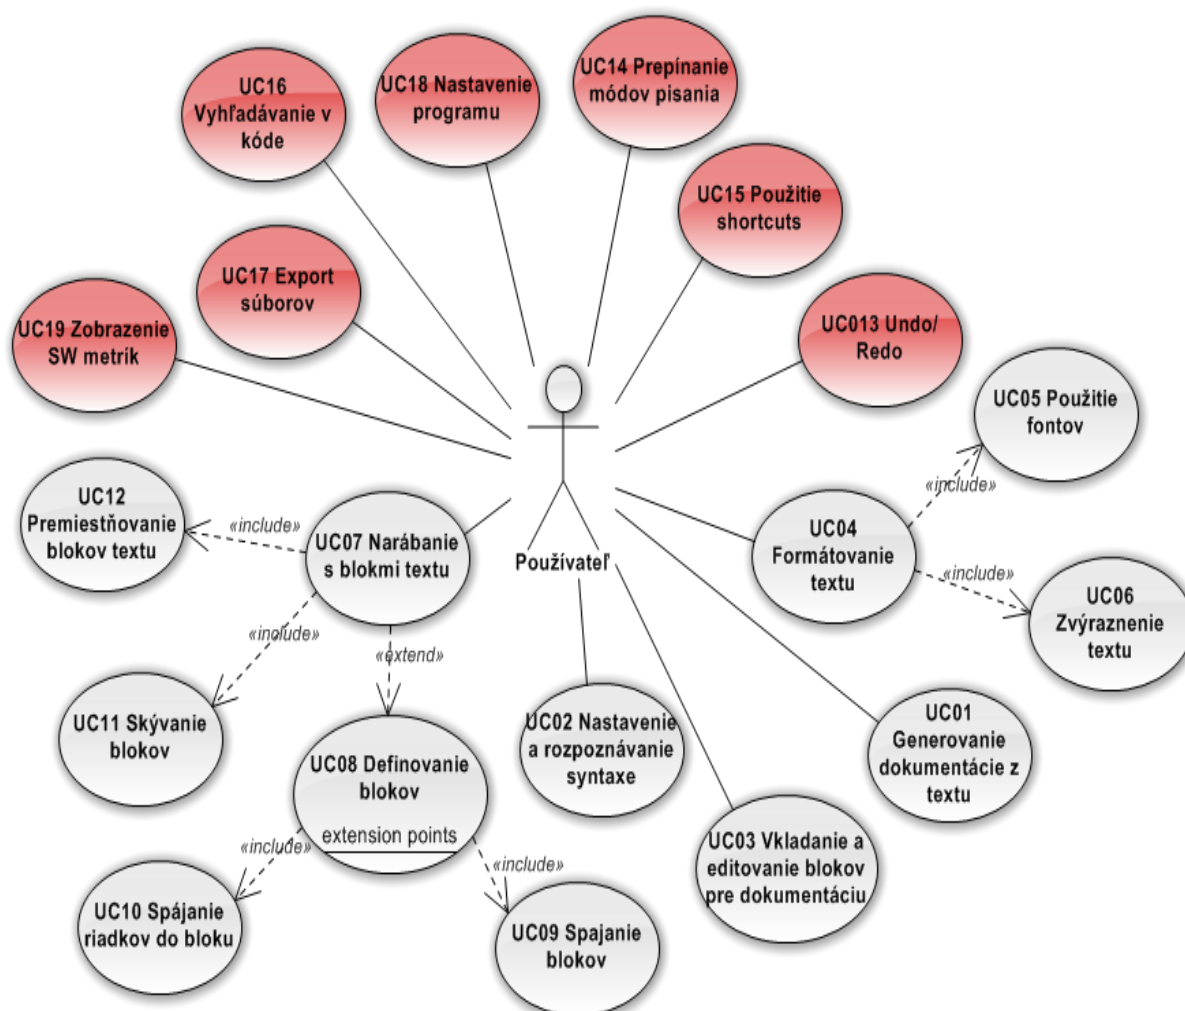 UC16
Vyhľadávanie v
kóde
UC18 Nastavenie
programu
UC14 Prepínanie
módov pisania
UC15 Použitie
shortcuts
UC17 Export
súborov
UC19 Zobrazenie
SW metrík
UC013 Undo/
Redo
UC05 Použitie
fontov
«include»
UC12
Premiestňovanie
blokov textu
«include»
UC07 Narábanie
s blokmi textu
Používateľ
UC04
Formátovanie
textu
«include»
UC06
Zvýraznenie
textu
«include»
«extend»
UC11 Skývanie
blokov
UC02 Nastavenie
a rozpoznávanie
syntaxe
UC01
Generovanie
dokumentácie z
textu
UC08 Definovanie
blokov
extension points
«include»
«include»
UC03 Vkladanie a
editovanie blokov
pre dokumentáciu
UC10 Spájanie
riadkov do bloku
UC09 Spajanie
blokov